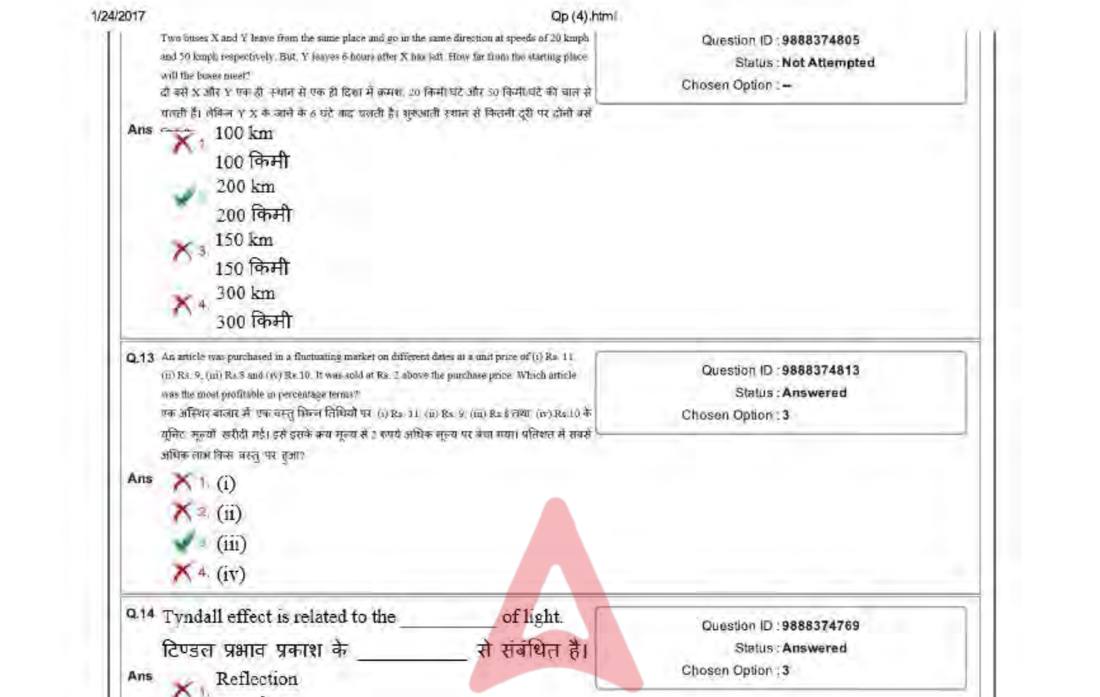 1/24/2017
Qp (4).html
Two buses X and Y leave from the same place and go in the same direction at speeds of 20 kmph
and 50 kmph respectively. But, Y leaves 6 hours after X has left. How far from the starting place
will the buses meet?
दो बसें X और Y एक ही स्थान से एक ही दिशा में क्रमशः 20 किमी/घंटे और 50 किमी/घंटे की चाल से
चलती हैं। लेकिन Y X के जाने के 6 घंटे बाद चलती है। शुरुआती स्थान से कितनी दूरी पर दोनों बसें
Question ID : 9888374805
Status : Not Attempted
Chosen Option : --
Ans
1. 100 km
100 किमी
200 km
200 किमी
3. 150 km
150 किमी
4. 300 km
300 किमी
Q.13 An article was purchased in a fluctuating market on different dates at a unit price of (i) Rs. 11
(ii) Rs. 9, (iii) Rs.8 and (iv) Rs.10. It was sold at Rs. 2 above the purchase price. Which article
was the most profitable in percentage terms?
एक अस्थिर बाजार में एक वस्तु भिन्न तिथियों पर (i) Rs. 11 (ii) Rs. 9, (iii) Rs 8 तथा (iv) Rs.10 के
यूनिट मूल्यों खरीदी गई। इसे इसके क्रय मूल्य से 2 रुपये अधिक मूल्य पर बेचा गया। प्रतिशत में सबसे
अधिक लाभ किस वस्तु पर हुआ?
Question ID : 9888374813
Status : Answered
Chosen Option : 3
Ans
1. (i)
2. (ii)
3. (iii)
4. (iv)
Q.14 Tyndall effect is related to the __________ of light.
टिण्डल प्रभाव प्रकाश के __________ से संबंधित है।
Question ID : 9888374769
Status : Answered
Chosen Option : 3
Ans
1. Reflection